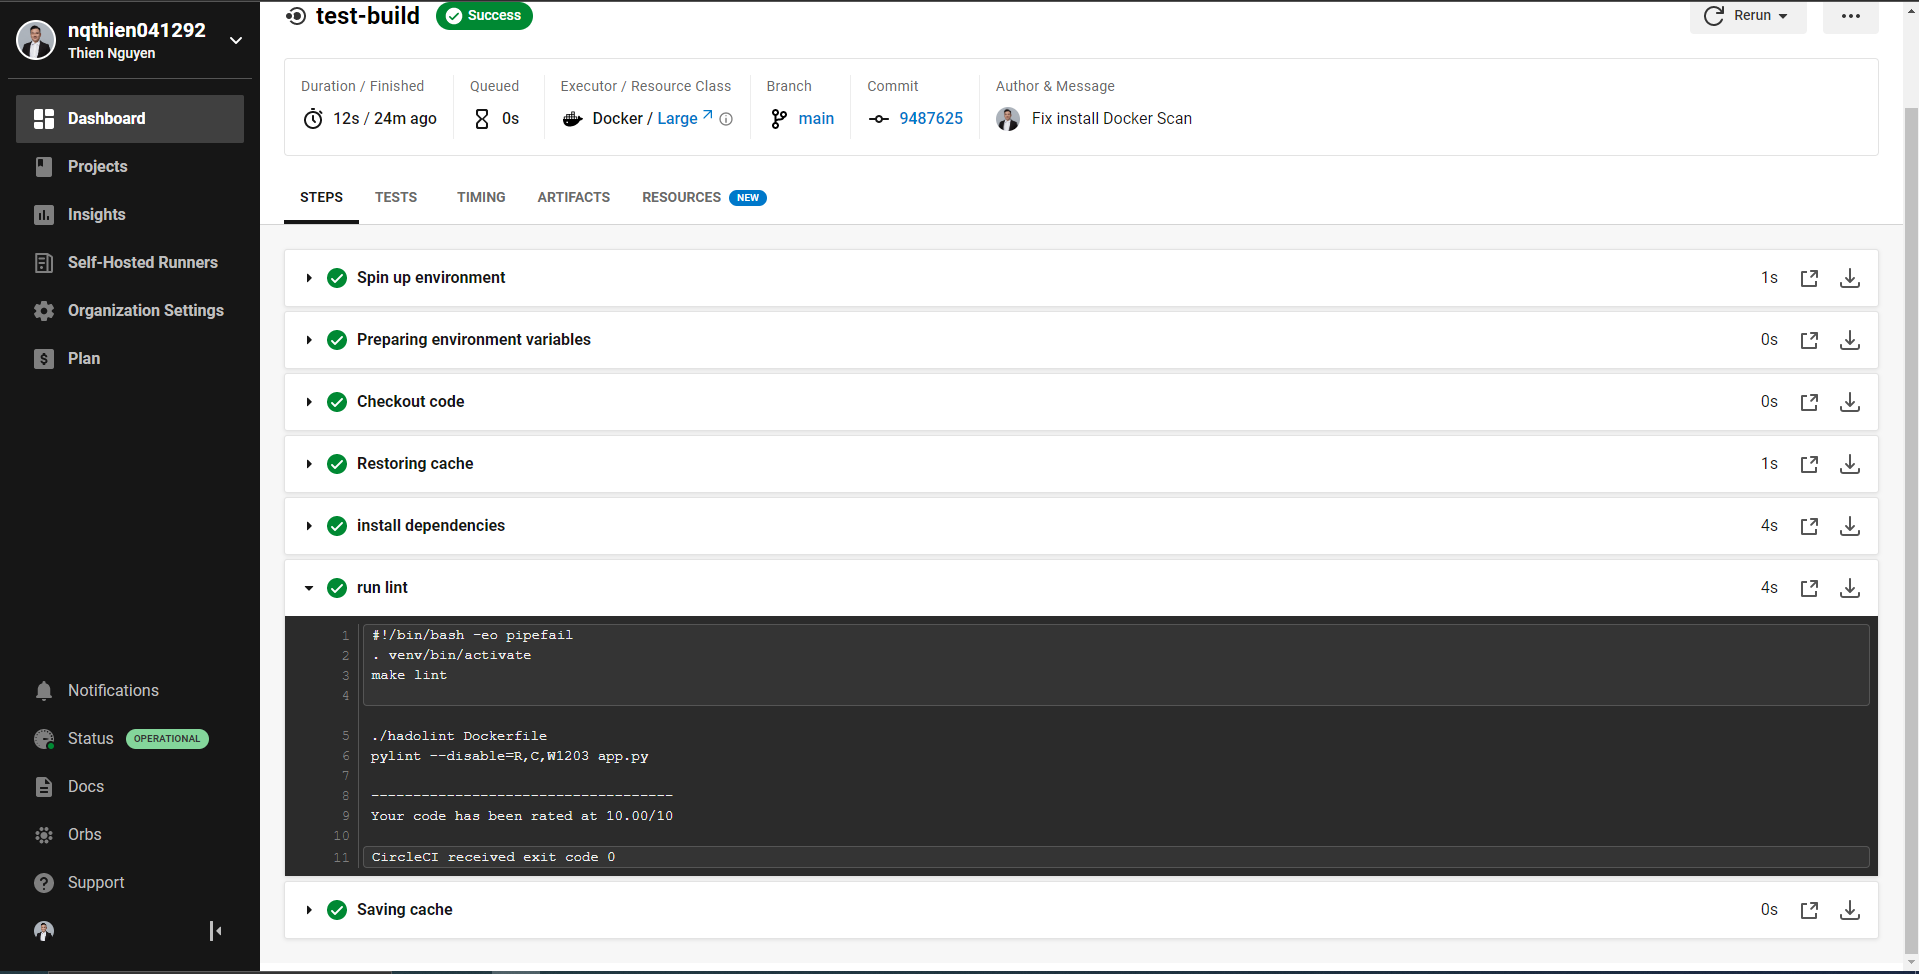 nqthien041292
Thien Nguyen
Dashboard
Projects
Insights
Self-Hosted Runners
Organization Settings
Plan
Notifications
Status OPERATIONAL
Docs
Orbs
Support
test-build Success
Rerun
Duration / Finished
12s / 24m ago
Queued
0s
Executor / Resource Class
Docker / Large
Branch
main
Commit
9487625
Author & Message
Fix install Docker Scan
STEPS TESTS TIMING ARTIFACTS RESOURCES NEW
Spin up environment 1s
Preparing environment variables 0s
Checkout code 0s
Restoring cache 1s
install dependencies 4s
run lint 4s
1 #!/bin/bash -eo pipefail
2 . venv/bin/activate
3 make lint
4
5 ./hadolint Dockerfile
6 pylint --disable=R,C,W1203 app.py
7
8 ------------------------------------
9 Your code has been rated at 10.00/10
10
11 CircleCI received exit code 0
Saving cache 0s